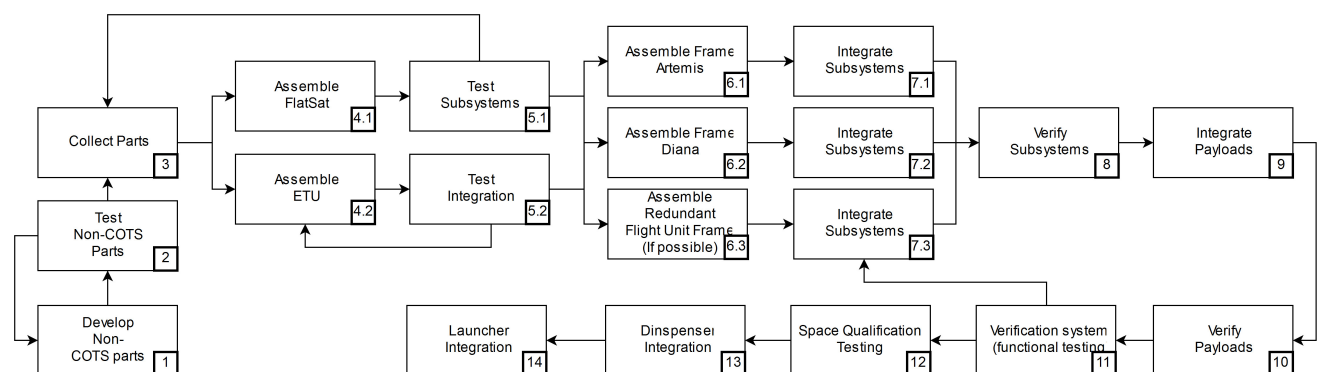 Develop
Non-
COTS parts
1
Test
Non-COTS
Parts
2
Collect Parts
3
Assemble
FlatSat
4.1
Assemble
ETU
4.2
Test
Subsystems
5.1
Test
Integration
5.2
Assemble Frame
Artemis
6.1
Assemble Frame
Diana
6.2
Assemble
Redundant
Flight Unit Frame
(If possible)
6.3
Integrate
Subsystems
7.1
Integrate
Subsystems
7.2
Integrate
Subsystems
7.3
Verify
Subsystems
8
Integrate
Payloads
9
Verify
Payloads
10
Verification system
(functional testing
11
Space Qualification
Testing
12
Dinspenser
Integration
13
Launcher
Integration
14